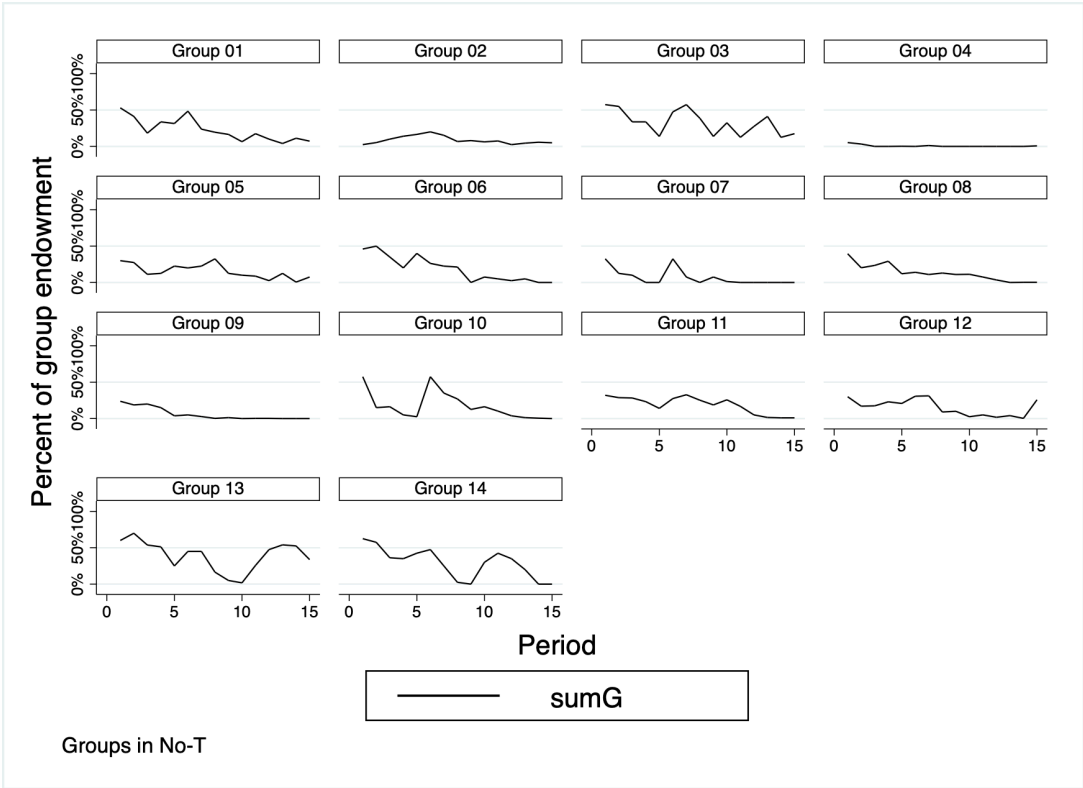 Group 01
Group 02
Group 03
Group 04
0% 50%100%
Group 05
Group 06
Group 07
Group 08
0% 50%100%
Group 09
Group 10
Group 11
Group 12
0% 50%100%
0 5 10 15
0 5 10 15
Group 13
Group 14
0% 50%100%
0 5 10 15
0 5 10 15
Percent of group endowment
Period
sumG
Groups in No-T